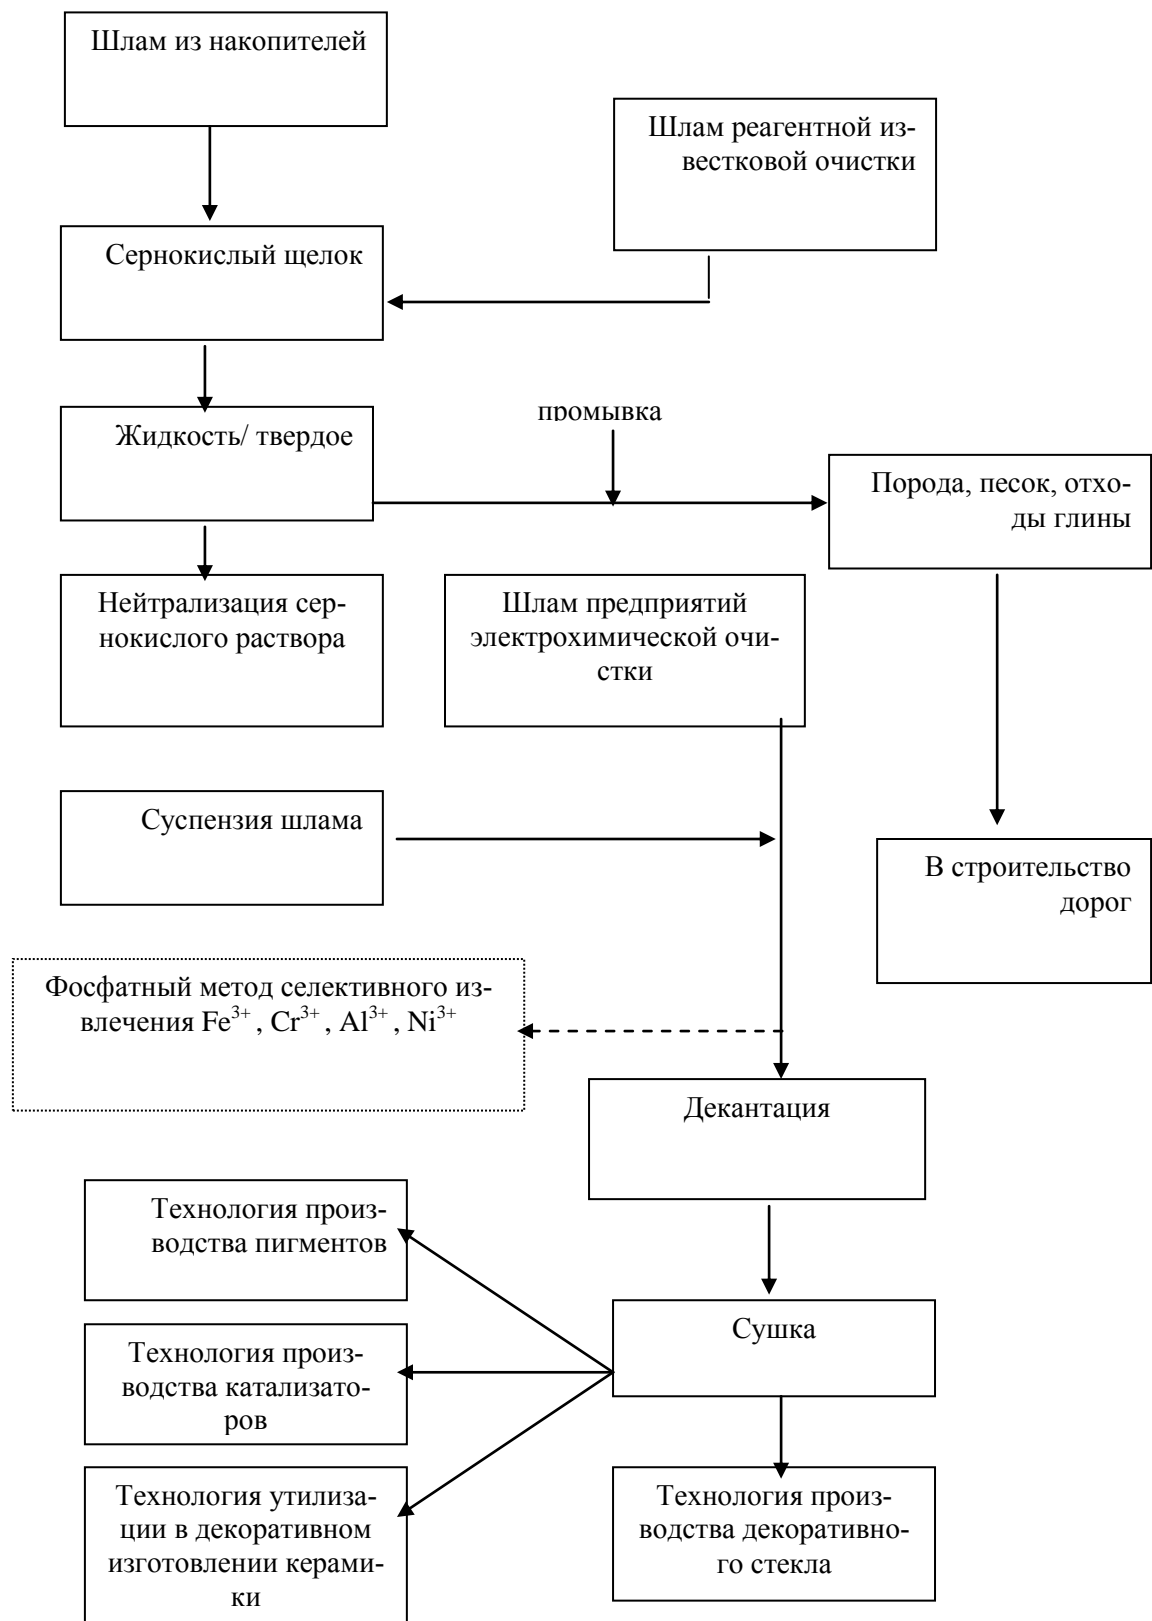 Шлам из накопителей
Шлам реагентной из-
вестковой очистки
Сернокислый щелок
промывка
Жидкость/ твердое
Порода, песок, отхо-
ды глины
Нейтрализация сер-
нокислого раствора
Шлам предприятий
электрохимической очи-
стки
Суспензия шлама
В строительство
дорог
Фосфатный метод селективного из-
влечения Fe³⁺ , Cr³⁺ , Al³⁺ , Ni³⁺
Декантация
Технология произ-
водства пигментов
Сушка
Технология произ-
водства катализато-
ров
Технология утилиза-
ции в декоративном
изготовлении керами-
ки
Технология произ-
водства декоративно-
го стекла